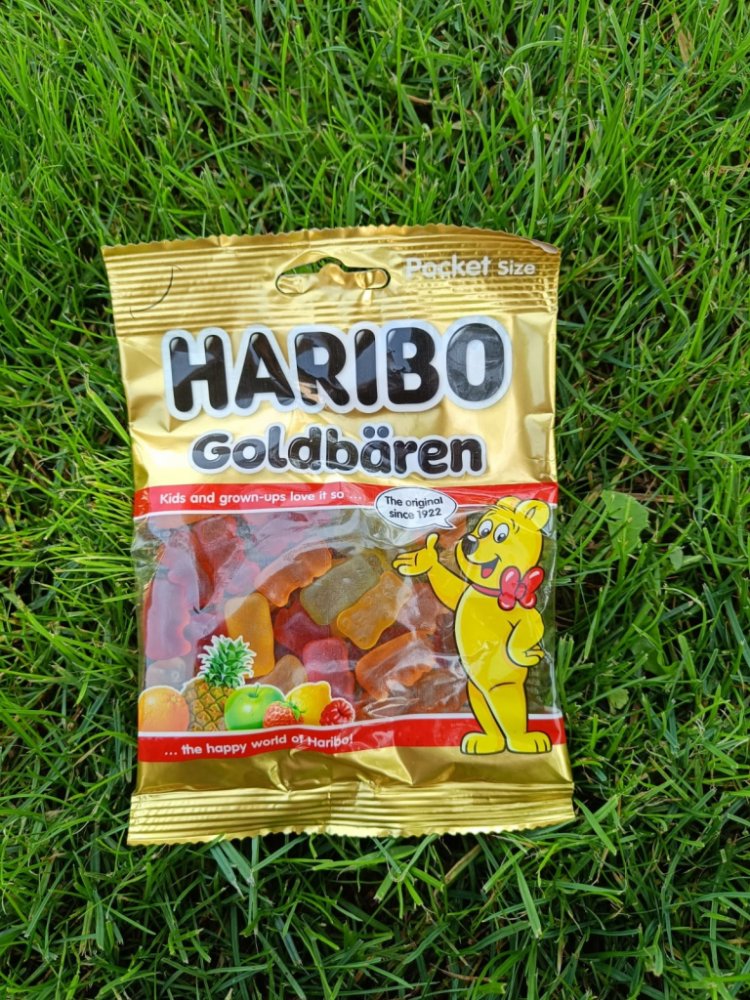 Pocket Size
HARIBO
Goldbären
Kids and grown-ups love it so ...
The original
since 1922
... the happy world of Haribo!